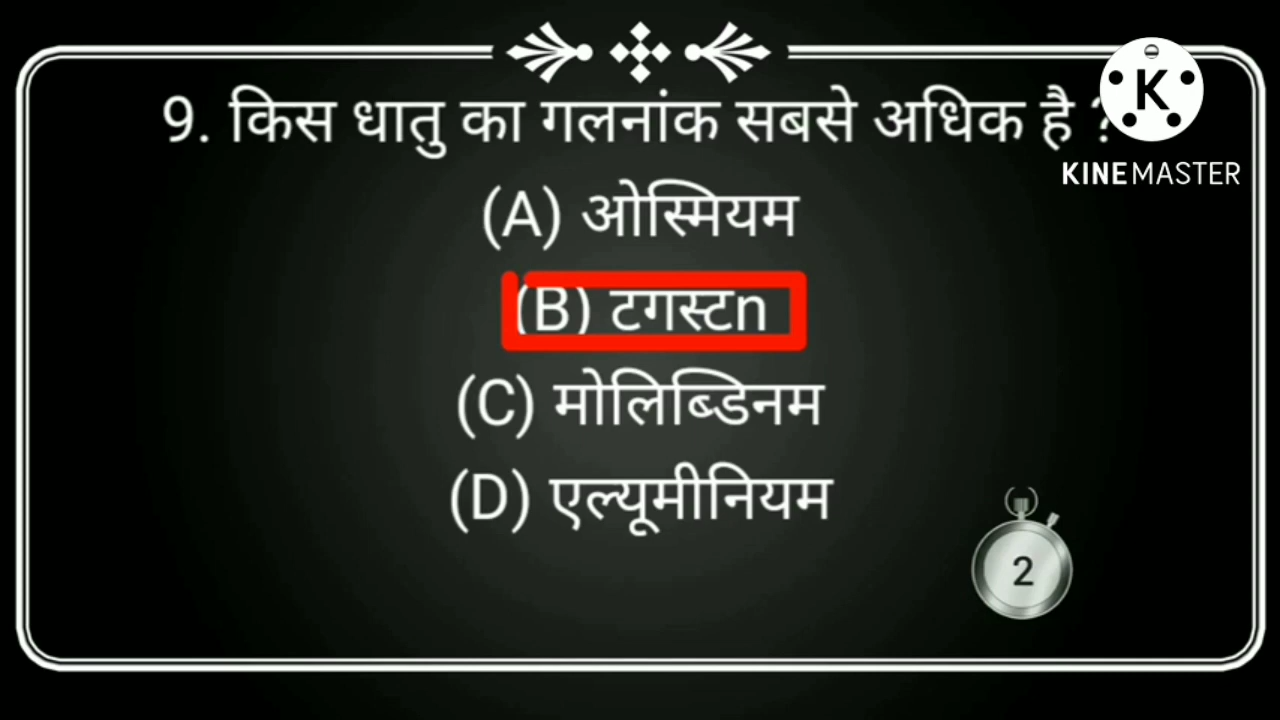 9. किस धातु का गलनांक सबसे अधिक है ?
K
KINEMASTER
(A) ओस्मियम
(B) टगस्टn
(C) मोलिब्डिनम
(D) एल्यूमीनियम
2